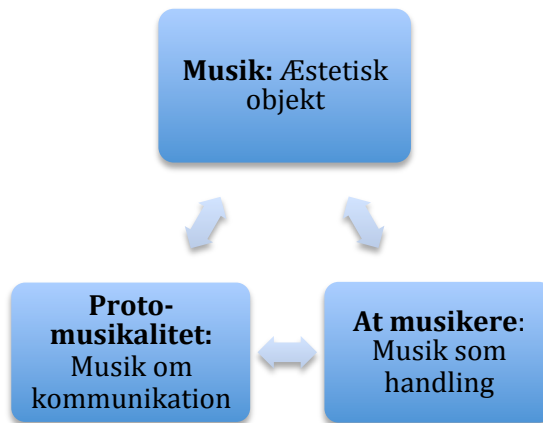 Musik: Æstetisk
objekt
Proto-
musikalitet:
Musik om
kommunikation
At musikere:
Musik som
handling